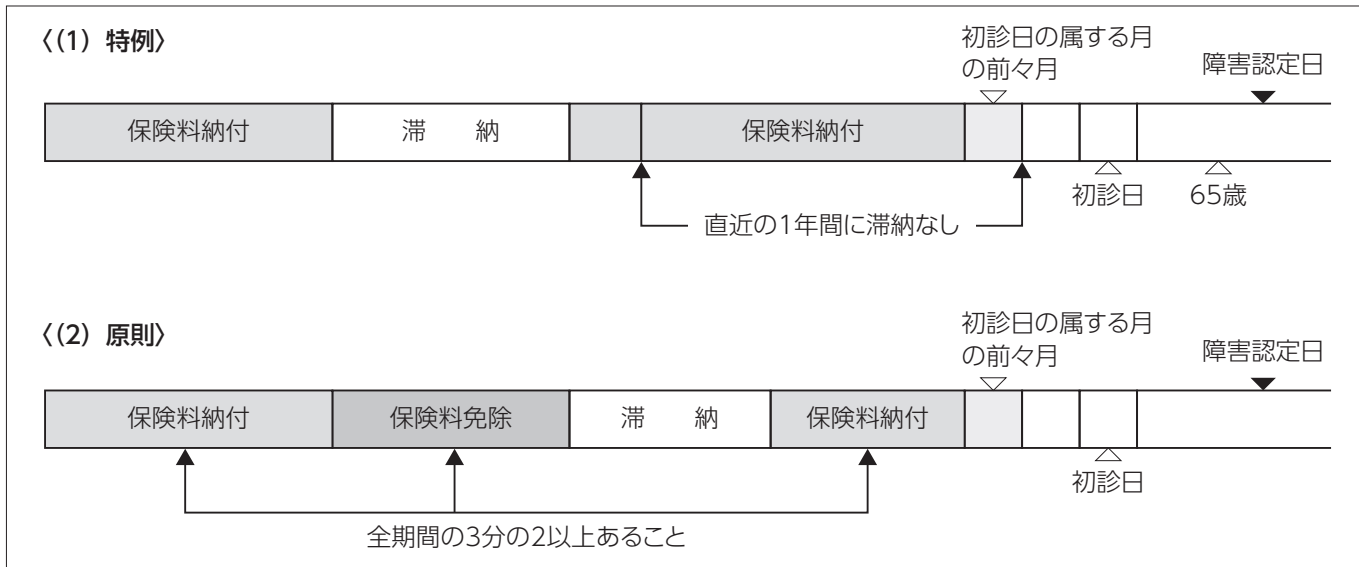 〈(1) 特例〉
初診日の属する月
の前々月
障害認定日
保険料納付
滞 納
保険料納付
初診日
65歳
直近の1年間に滞納なし
〈(2) 原則〉
初診日の属する月
の前々月
障害認定日
保険料納付
保険料免除
滞 納
保険料納付
初診日
全期間の3分の2以上あること